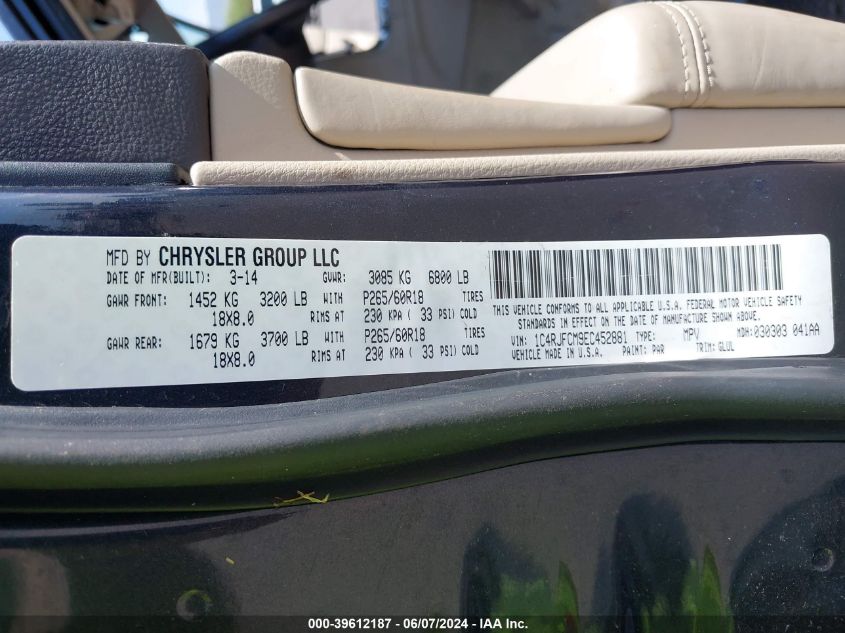 MFD BY CHRYSLER GROUP LLC
DATE OF MFR(BUILT): 3-14 GVWR: 3085 KG 6800 LB
GAWR FRONT: 1452 KG 3200 LB WITH P265/60R18 TIRES
18X8.0 RIMS AT 230 KPA ( 33 PSI) COLD
GAWR REAR: 1679 KG 3700 LB WITH P265/60R18 TIRES
18X8.0 RIMS AT 230 KPA ( 33 PSI) COLD
THIS VEHICLE CONFORMS TO ALL APPLICABLE U.S.A. FEDERAL MOTOR VEHICLE SAFETY
STANDARDS IN EFFECT ON THE DATE OF MANUFACTURE SHOWN ABOVE.
VIN: 1C4RJFCM9EC452881 TYPE: MPV MDH: 030303 041AA
VEHICLE MADE IN U.S.A. PAINT: PAR TRIM: GLUL
000-39612187 - 06/07/2024 - IAA Inc.